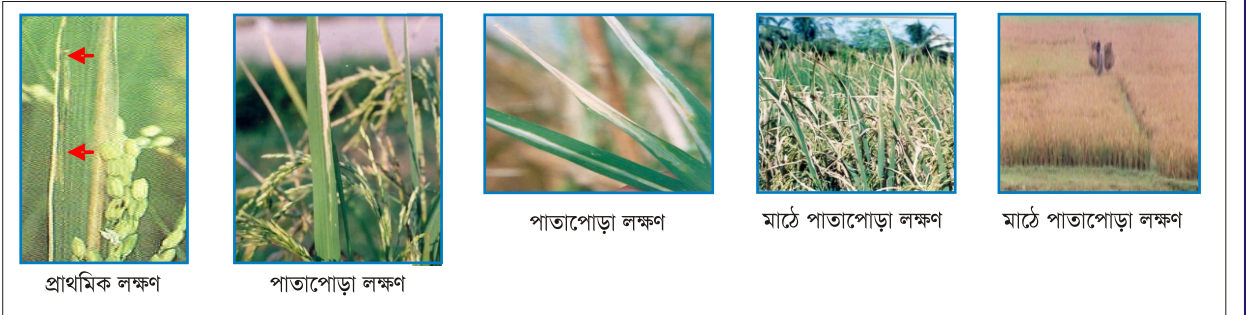 প্রাথমিক লক্ষণ
পাতাপোড়া লক্ষণ
পাতাপোড়া লক্ষণ
মাঠে পাতাপোড়া লক্ষণ
মাঠে পাতাপোড়া লক্ষণ